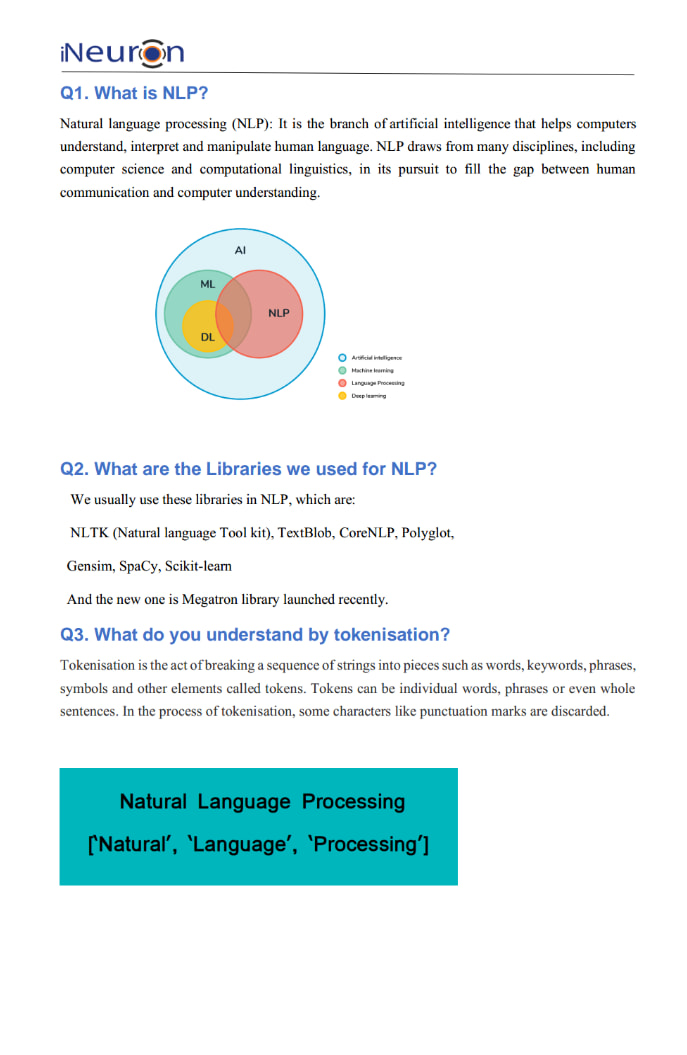 iNeuron
Q1. What is NLP?
Natural language processing (NLP): It is the branch of artificial intelligence that helps computers
understand, interpret and manipulate human language. NLP draws from many disciplines, including
computer science and computational linguistics, in its pursuit to fill the gap between human
communication and computer understanding.
AI
ML
NLP
DL
Artificial intelligence
Machine learning
Language Processing
Deep learning
Q2. What are the Libraries we used for NLP?
We usually use these libraries in NLP, which are:
NLTK (Natural language Tool kit), TextBlob, CoreNLP, Polyglot,
Gensim, SpaCy, Scikit-learn
And the new one is Megatron library launched recently.
Q3. What do you understand by tokenisation?
Tokenisation is the act of breaking a sequence of strings into pieces such as words, keywords, phrases,
symbols and other elements called tokens. Tokens can be individual words, phrases or even whole
sentences. In the process of tokenisation, some characters like punctuation marks are discarded.
Natural Language Processing
[‘Natural’, ‘Language’, ‘Processing’]